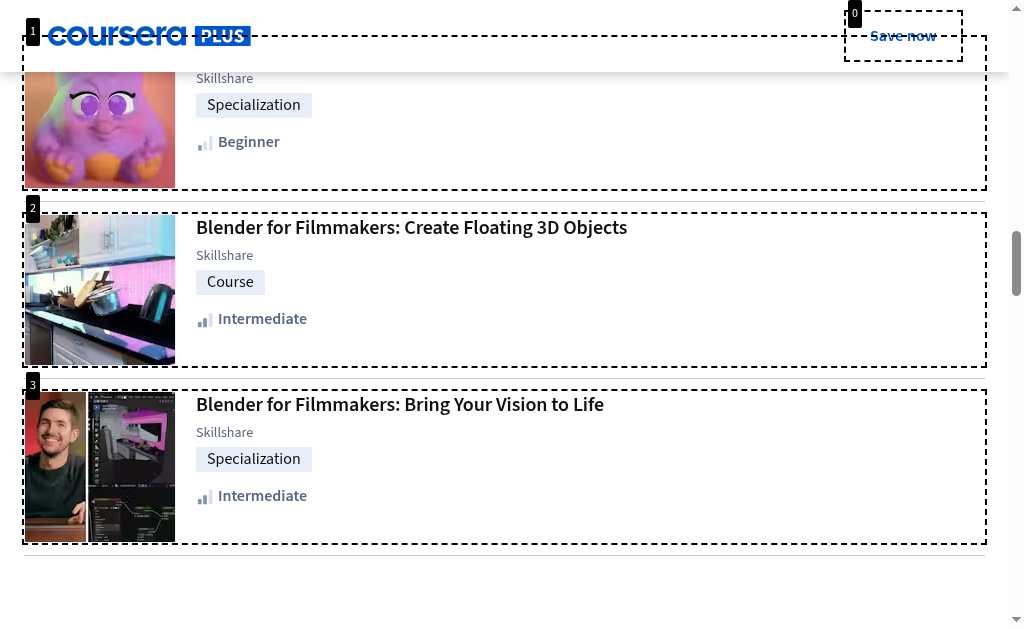 0
1
coursera PLUS
Save now
Skillshare
Specialization
Beginner
2
Blender for Filmmakers: Create Floating 3D Objects
Skillshare
Course
Intermediate
3
Blender for Filmmakers: Bring Your Vision to Life
Skillshare
Specialization
Intermediate